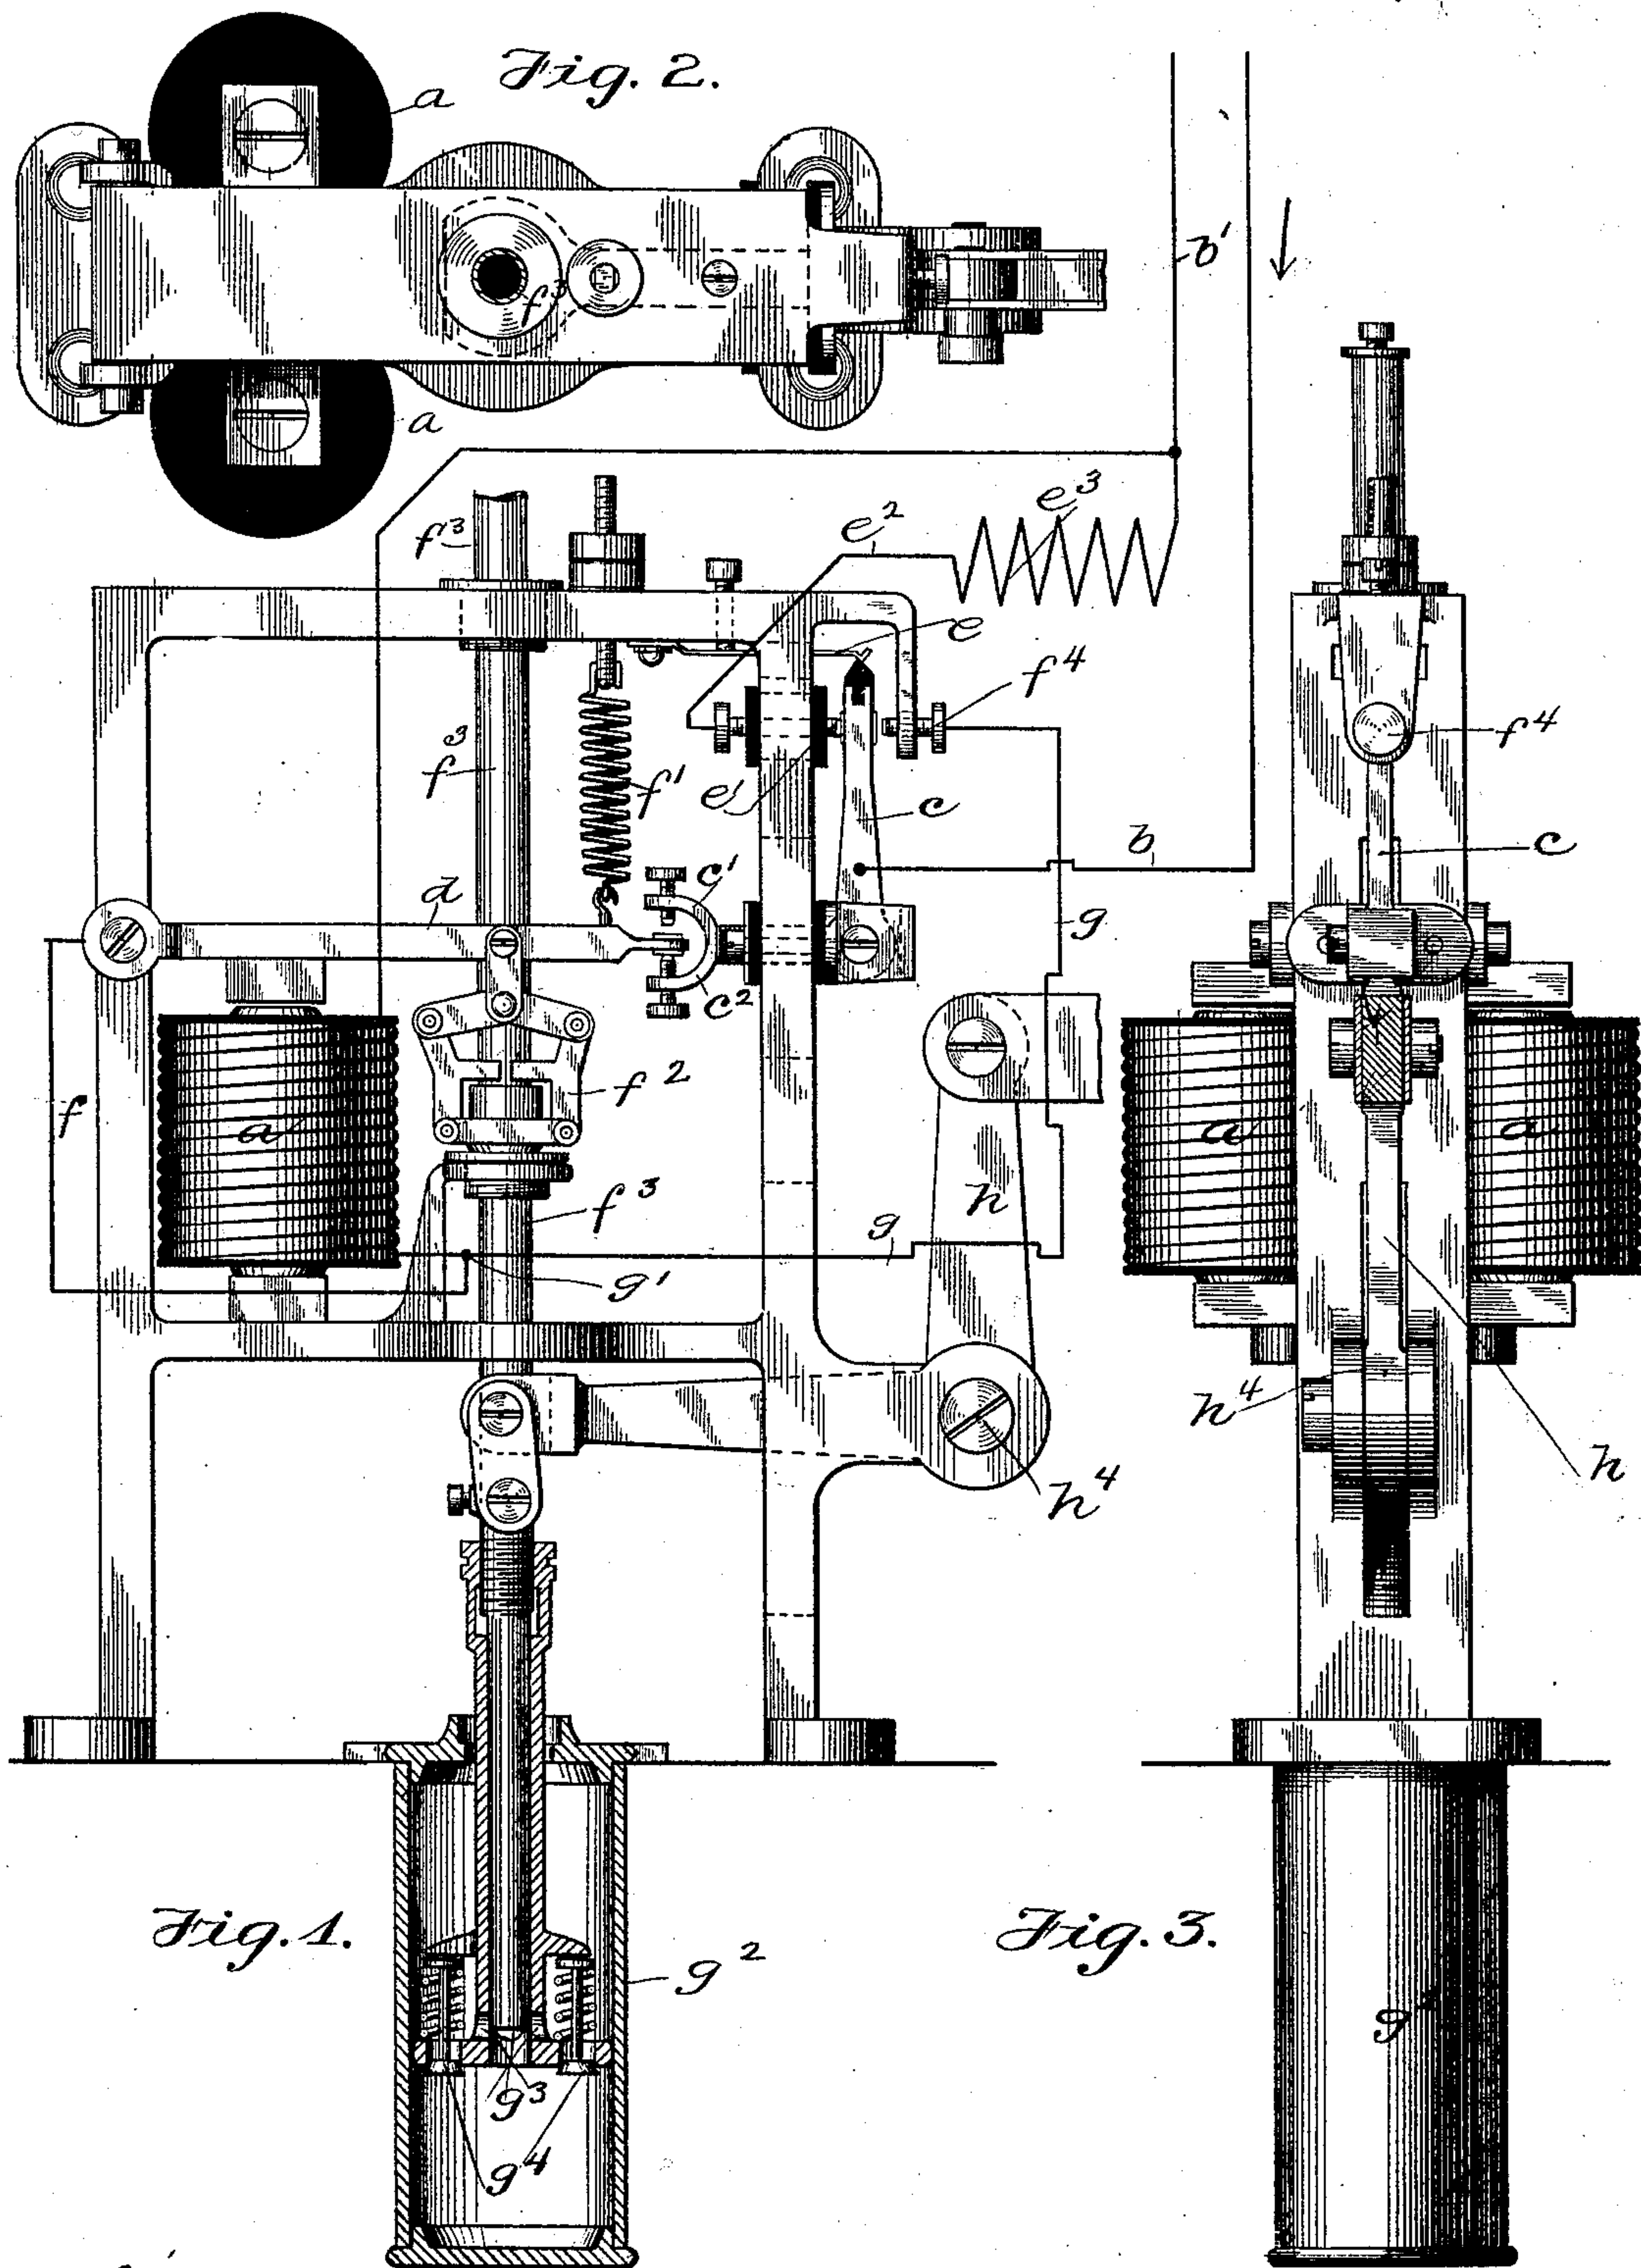 Fig. 2.
a
b'
f³
a
e³
e²
f³
e
f⁴
f⁴
f³
f'
e'
c
c
b
c'
d
g
c²
f²
f
a
a
a
h
f³
g
g'
h⁴
h⁴
h
Fig. 1.
Fig. 3.
g²
g²
g³
g⁴